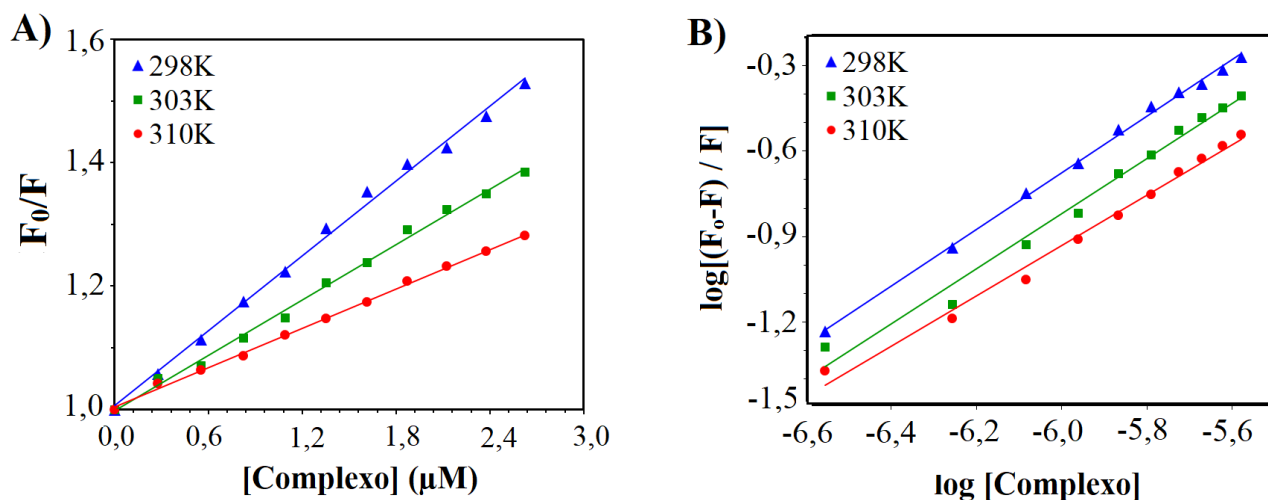 A)
1,6
1,4
1,2
1,0
F₀/F
298K
303K
310K
0,0 0,6 1,2 1,8 2,4 3,0
[Complexo] (µM)
B)
-0,3
-0,6
-0,9
-1,2
-1,5
log[(Fₒ-F) / F]
298K
303K
310K
-6,6 -6,4 -6,2 -6,0 -5,8 -5,6
log [Complexo]